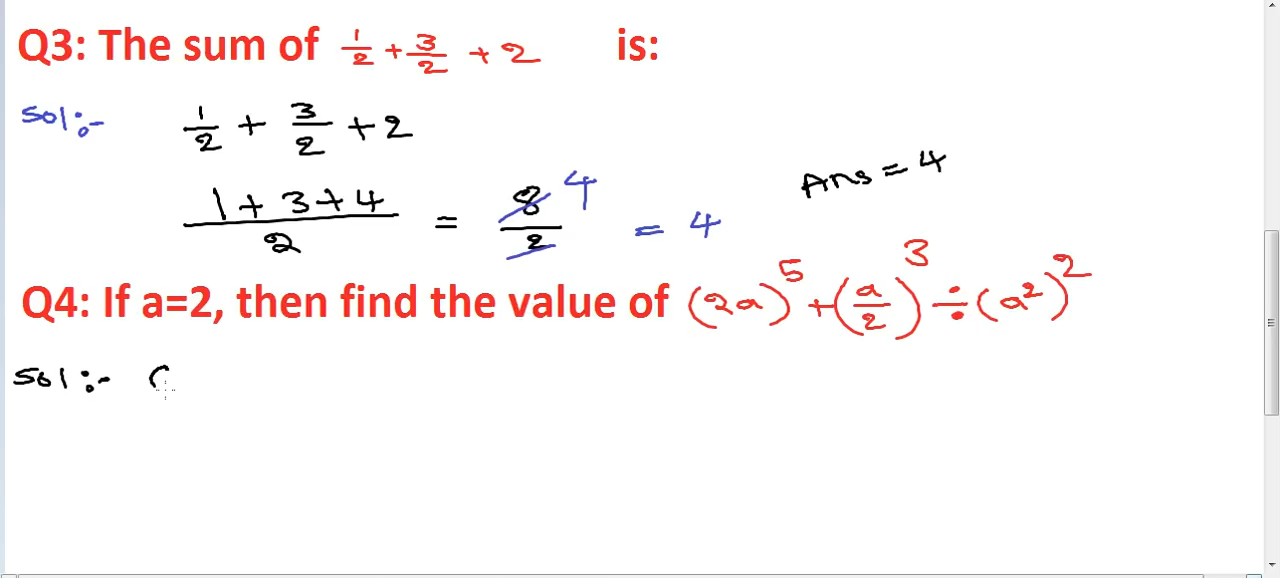 Q3: The sum of 1/2 + 3/2 + 2 is:
Sol:- 1/2 + 3/2 + 2
(1 + 3 + 4)/2 = 8/2 4 = 4
Ans = 4
Q4: If a=2, then find the value of (2a)^5 + (a/2)^3 ÷ (a^2)^2
Sol:- (